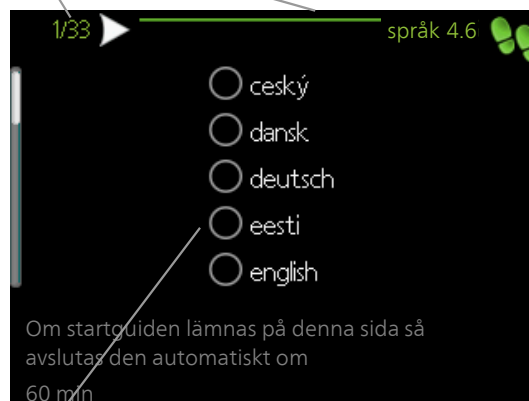 1/33
språk 4.6
ceský
dansk
deutsch
eesti
english
Om startguiden lämnas på denna sida så
avslutas den automatiskt om
60 min